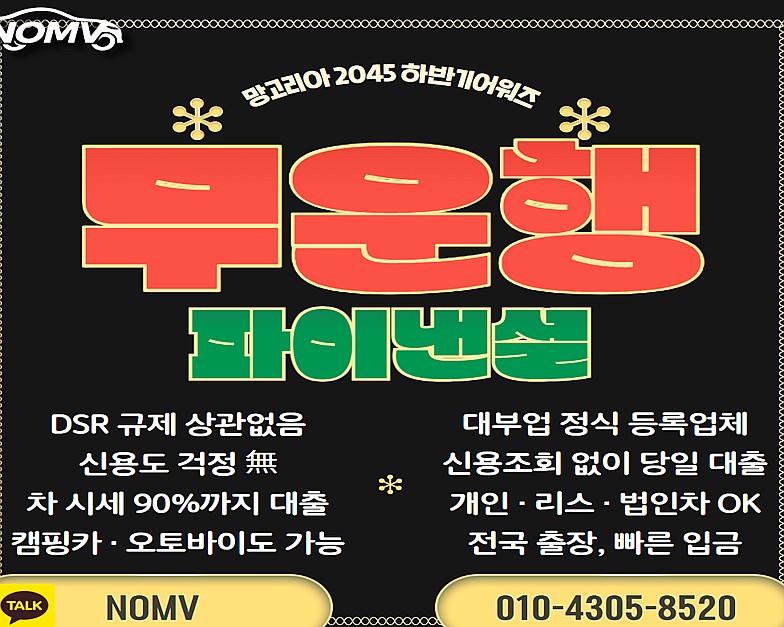 NOMV
망고리아 2045 하반기어워즈
무운행
파이낸셜
DSR 규제 상관없음
신용도 걱정 無
차 시세 90%까지 대출
캠핑카 · 오토바이도 가능
대부업 정식 등록업체
신용조회 없이 당일 대출
개인 · 리스 · 법인차 OK
전국 출장, 빠른 입금
TALK
NOMV
010-4305-8520